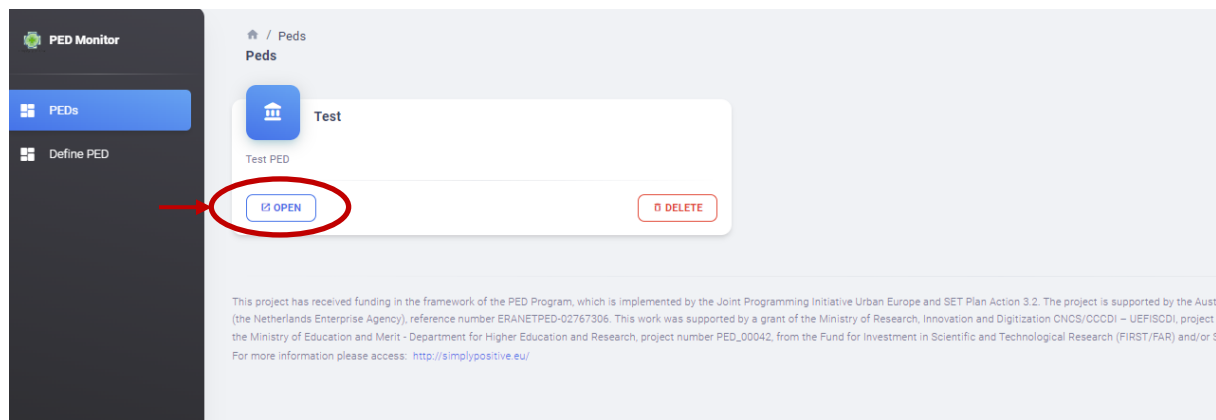 PED Monitor
PEDs
Define PED
/ Peds
Peds
Test
Test PED
OPEN
DELETE
This project has received funding in the framework of the PED Program, which is implemented by the Joint Programming Initiative Urban Europe and SET Plan Action 3.2. The project is supported by the Aust
(the Netherlands Enterprise Agency), reference number ERANETPED-02767306. This work was supported by a grant of the Ministry of Research, Innovation and Digitization CNCS/CCCDI – UEFISCDI, project
the Ministry of Education and Merit - Department for Higher Education and Research, project number PED_00042, from the Fund for Investment in Scientific and Technological Research (FIRST/FAR) and/or S
For more information please access: http://simplypositive.eu/